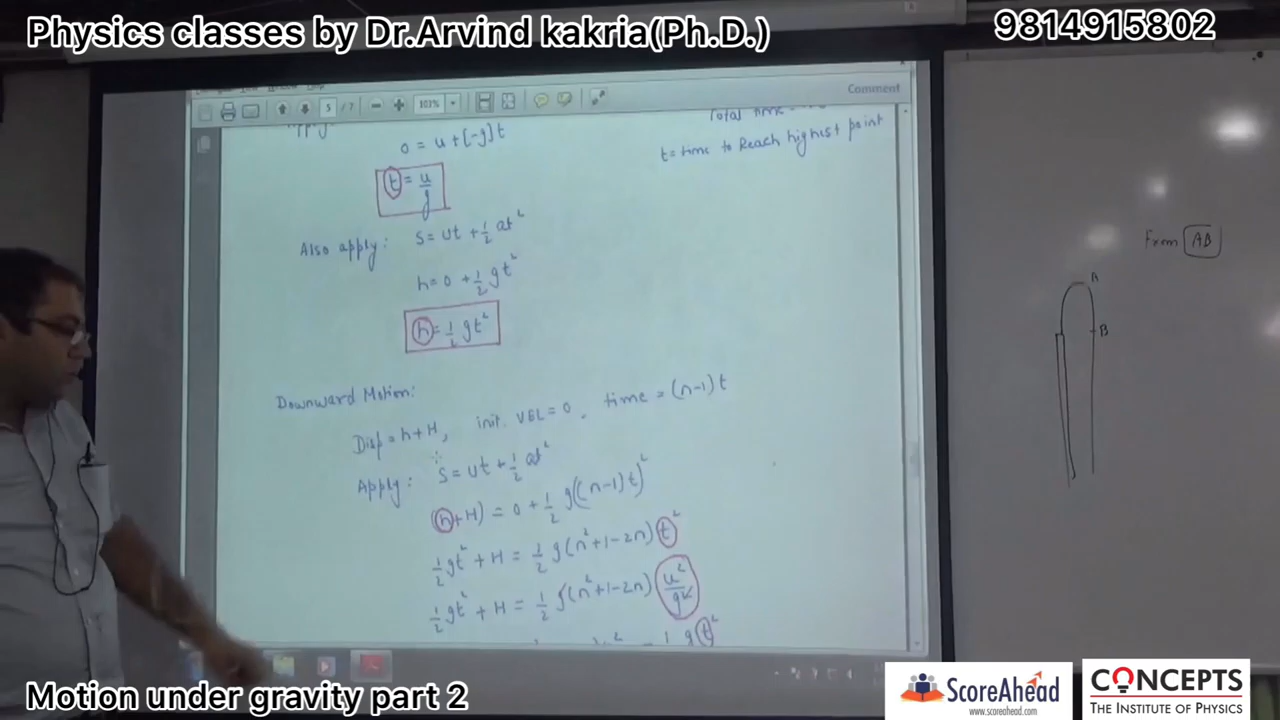 Physics classes by Dr.Arvind kakria(Ph.D.)
9814915802
Comment
5 / 7
103%
Total time
0 = u + [-g] t
t = time to Reach highest point
t = u/g
Also apply: S = ut + 1/2 at²
h = 0 + 1/2 gt²
h = 1/2 gt²
From AB
A
B
Downward Motion:
Disp = h + H, init. VEL = 0, time = (n-1) t
Apply: S = ut + 1/2 at²
(h + H) = 0 + 1/2 g((n-1) t)²
1/2 gt² + H = 1/2 g(n² + 1 - 2n) t²
1/2 gt² + H = 1/2 g(n² + 1 - 2n) u²/g²
Motion under gravity part 2
ScoreAhead
www.scoreahead.com
CONCEPTS
THE INSTITUTE OF PHYSICS